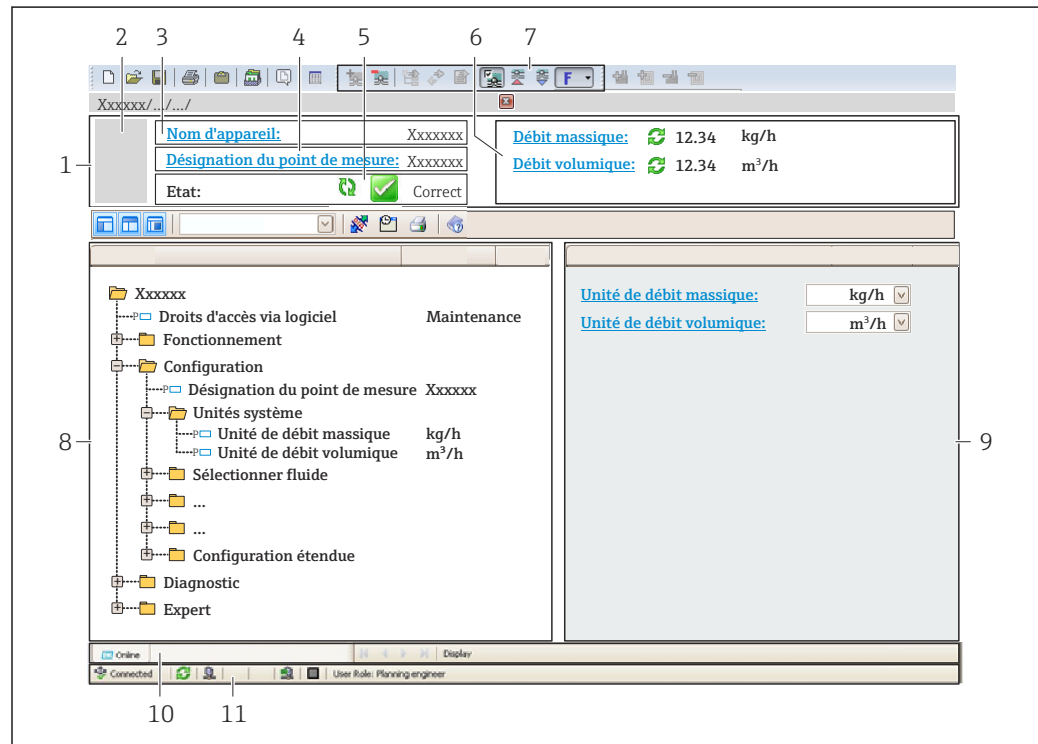 2 3 4 5 6 7
F
Xxxxxx/.../.../
Nom d'appareil: Xxxxxxx
Désignation du point de mesure: Xxxxxxx
Etat: Correct
Débit massique: 12.34 kg/h
Débit volumique: 12.34 m³/h
1
Xxxxxx
P Droits d'accès via logiciel Maintenance
Fonctionnement
Configuration
P Désignation du point de mesure Xxxxxx
Unités système
P Unité de débit massique kg/h
P Unité de débit volumique m³/h
Sélectionner fluide
...
...
Configuration étendue
Diagnostic
Expert
Unité de débit massique: kg/h
Unité de débit volumique: m³/h
8
9
Online Display
Connected User Role: Planning engineer
10 11